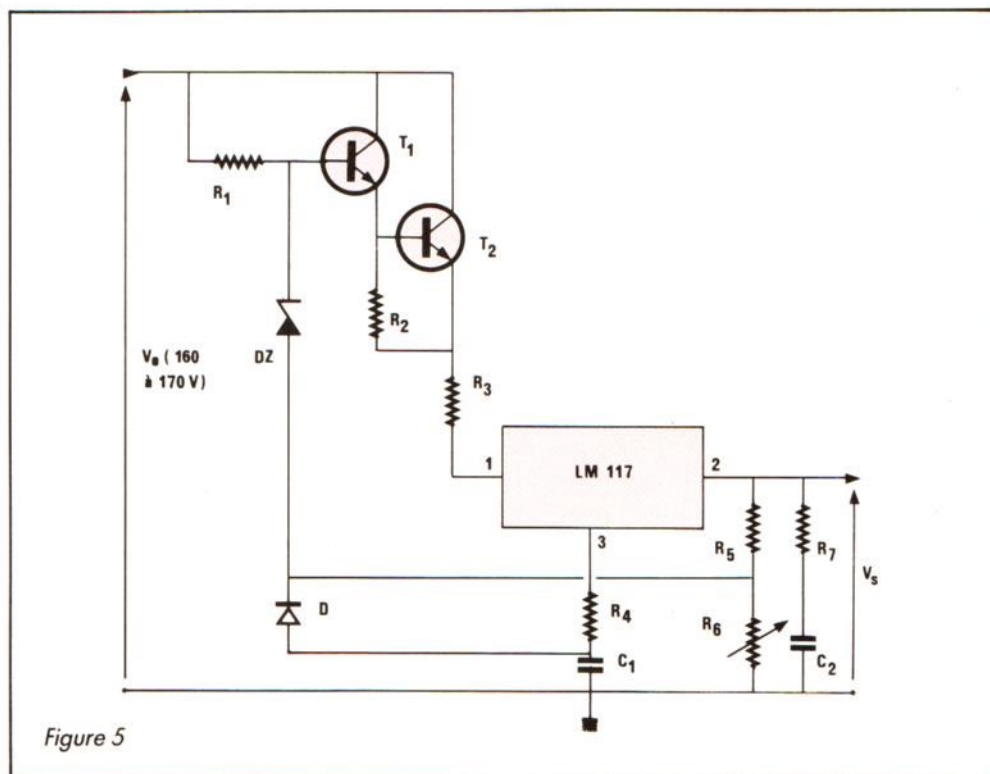 T1
R1
T2
R2
DZ
Ve ( 160
à 170 V)
R3
1
LM 117
2
3
R5
R7
Vs
D
R4
R6
C1
C2
Figure 5